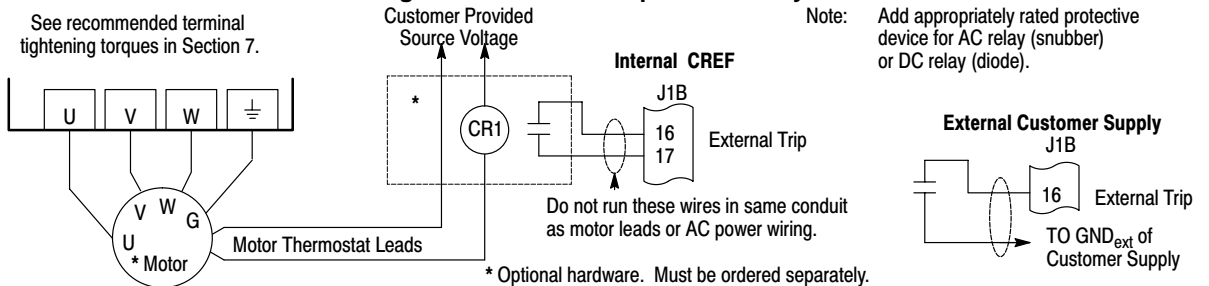 See recommended terminal
tightening torques in Section 7.
U V W
V W G
U
* Motor
Motor Thermostat Leads
Customer Provided
Source Voltage
*
CR1
Internal CREF
J1B
16
17
External Trip
Do not run these wires in same conduit
as motor leads or AC power wiring.
* Optional hardware. Must be ordered separately.
Note: Add appropriately rated protective
device for AC relay (snubber)
or DC relay (diode).
External Customer Supply
J1B
16
External Trip
TO GNDext of
Customer Supply